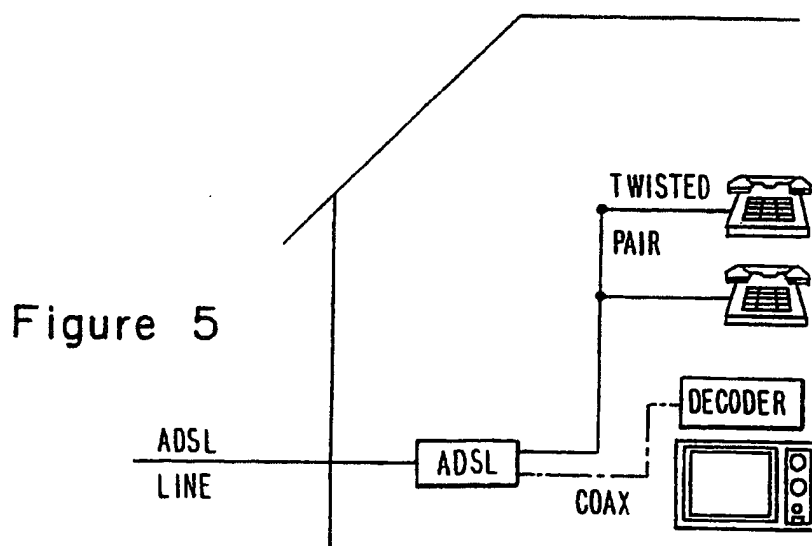 TWISTED
PAIR
Figure 5
DECODER
ADSL
LINE
ADSL
COAX